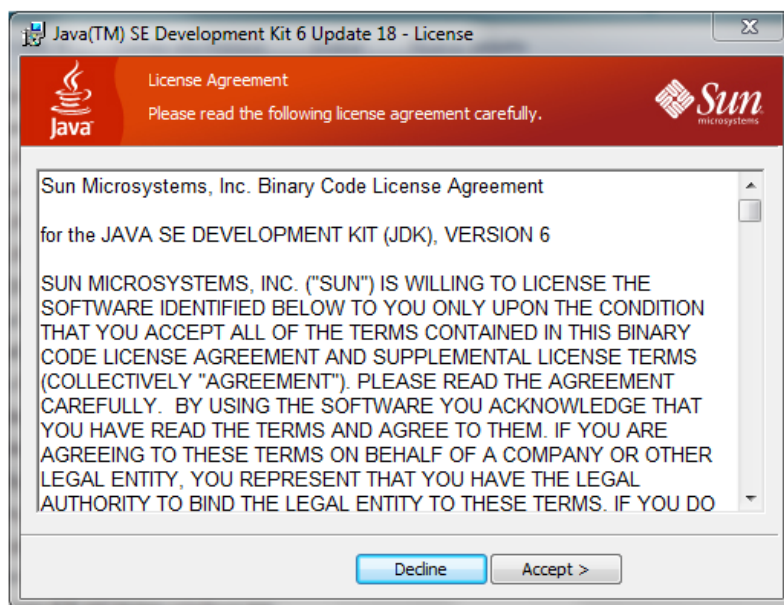 Java(TM) SE Development Kit 6 Update 18 - License
License Agreement
Please read the following license agreement carefully.
Java
Sun
microsystems
Sun Microsystems, Inc. Binary Code License Agreement
for the JAVA SE DEVELOPMENT KIT (JDK), VERSION 6
SUN MICROSYSTEMS, INC. ("SUN") IS WILLING TO LICENSE THE
SOFTWARE IDENTIFIED BELOW TO YOU ONLY UPON THE CONDITION
THAT YOU ACCEPT ALL OF THE TERMS CONTAINED IN THIS BINARY
CODE LICENSE AGREEMENT AND SUPPLEMENTAL LICENSE TERMS
(COLLECTIVELY "AGREEMENT"). PLEASE READ THE AGREEMENT
CAREFULLY.  BY USING THE SOFTWARE YOU ACKNOWLEDGE THAT
YOU HAVE READ THE TERMS AND AGREE TO THEM. IF YOU ARE
AGREEING TO THESE TERMS ON BEHALF OF A COMPANY OR OTHER
LEGAL ENTITY, YOU REPRESENT THAT YOU HAVE THE LEGAL
AUTHORITY TO BIND THE LEGAL ENTITY TO THESE TERMS. IF YOU DO
Decline
Accept >